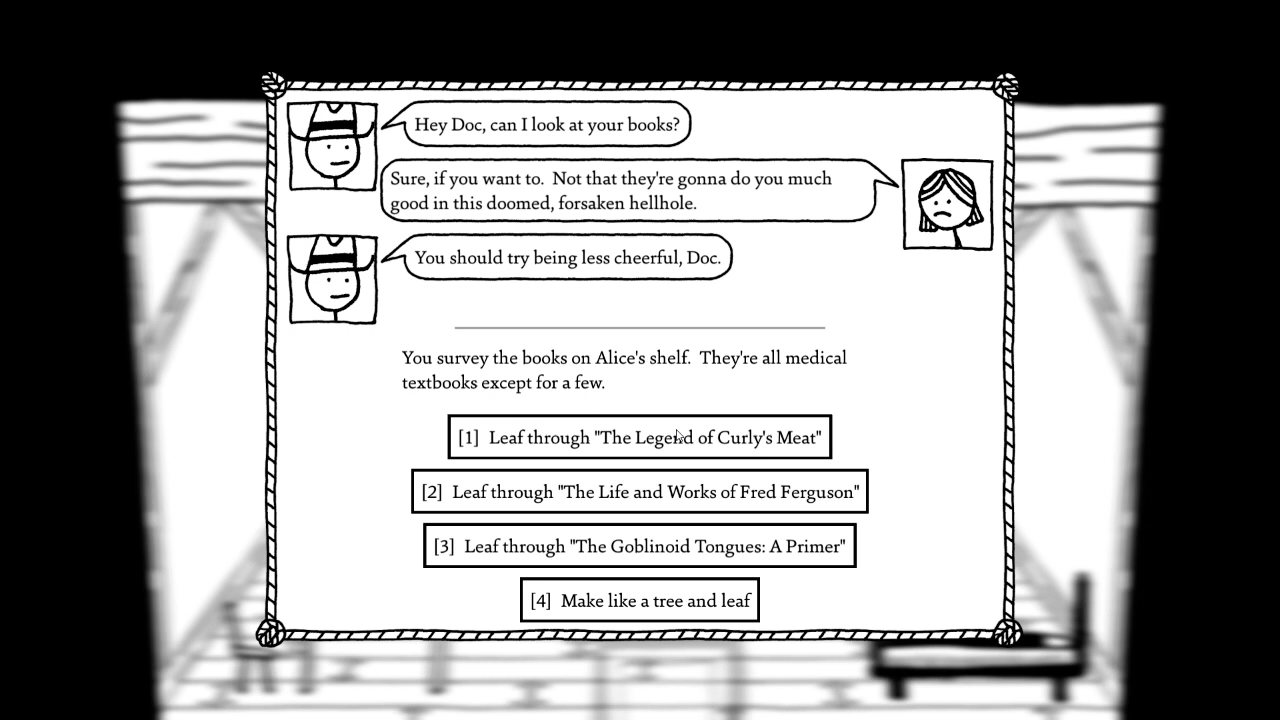 Hey Doc, can I look at your books?
Sure, if you want to.  Not that they're gonna do you much
good in this doomed, forsaken hellhole.
You should try being less cheerful, Doc.
You survey the books on Alice's shelf.  They're all medical
textbooks except for a few.
[1]  Leaf through "The Legend of Curly's Meat"
[2]  Leaf through "The Life and Works of Fred Ferguson"
[3]  Leaf through "The Goblinoid Tongues: A Primer"
[4]  Make like a tree and leaf